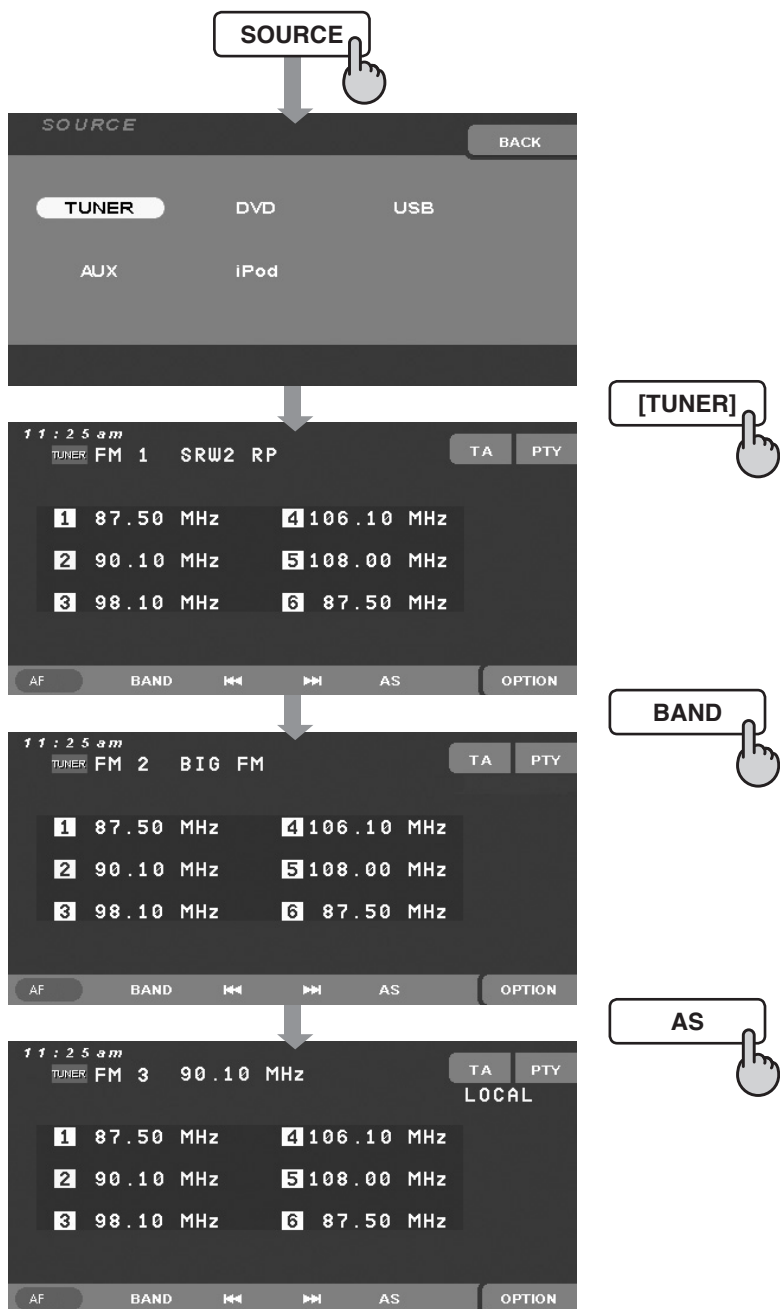 SOURCE
SOURCE
BACK
TUNER DVD USB
AUX iPod
[TUNER]
11:25am
TUNER FM 1 SRW2 RP TA PTY
1 87.50 MHz 4 106.10 MHz
2 90.10 MHz 5 108.00 MHz
3 98.10 MHz 6 87.50 MHz
AF BAND AS OPTION
BAND
11:25am
TUNER FM 2 BIG FM TA PTY
1 87.50 MHz 4 106.10 MHz
2 90.10 MHz 5 108.00 MHz
3 98.10 MHz 6 87.50 MHz
AF BAND AS OPTION
AS
11:25am
TUNER FM 3 90.10 MHz TA PTY
LOCAL
1 87.50 MHz 4 106.10 MHz
2 90.10 MHz 5 108.00 MHz
3 98.10 MHz 6 87.50 MHz
AF BAND AS OPTION